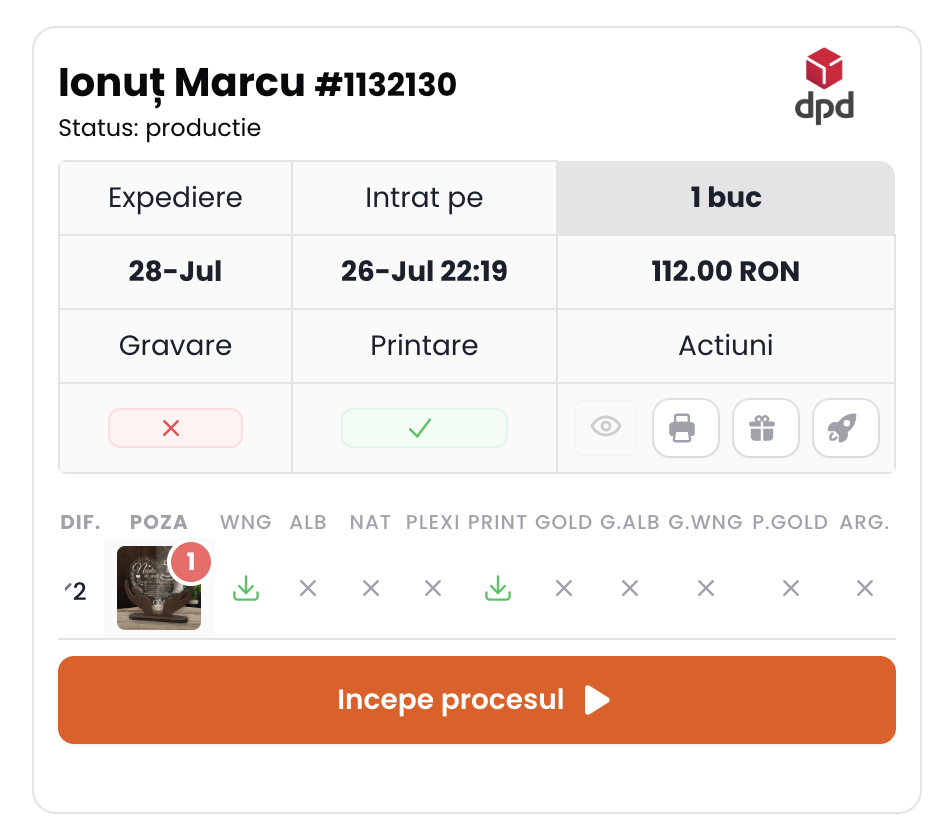 Ionuț Marcu #1132130
dpd
Status: productie
Expediere Intrat pe 1 buc
28-Jul 26-Jul 22:19 112.00 RON
Gravare Printare Actiuni
DIF. POZA WNG ALB NAT PLEXI PRINT GOLD G.ALB G.WNG P.GOLD ARG.
1
2
Incepe procesul